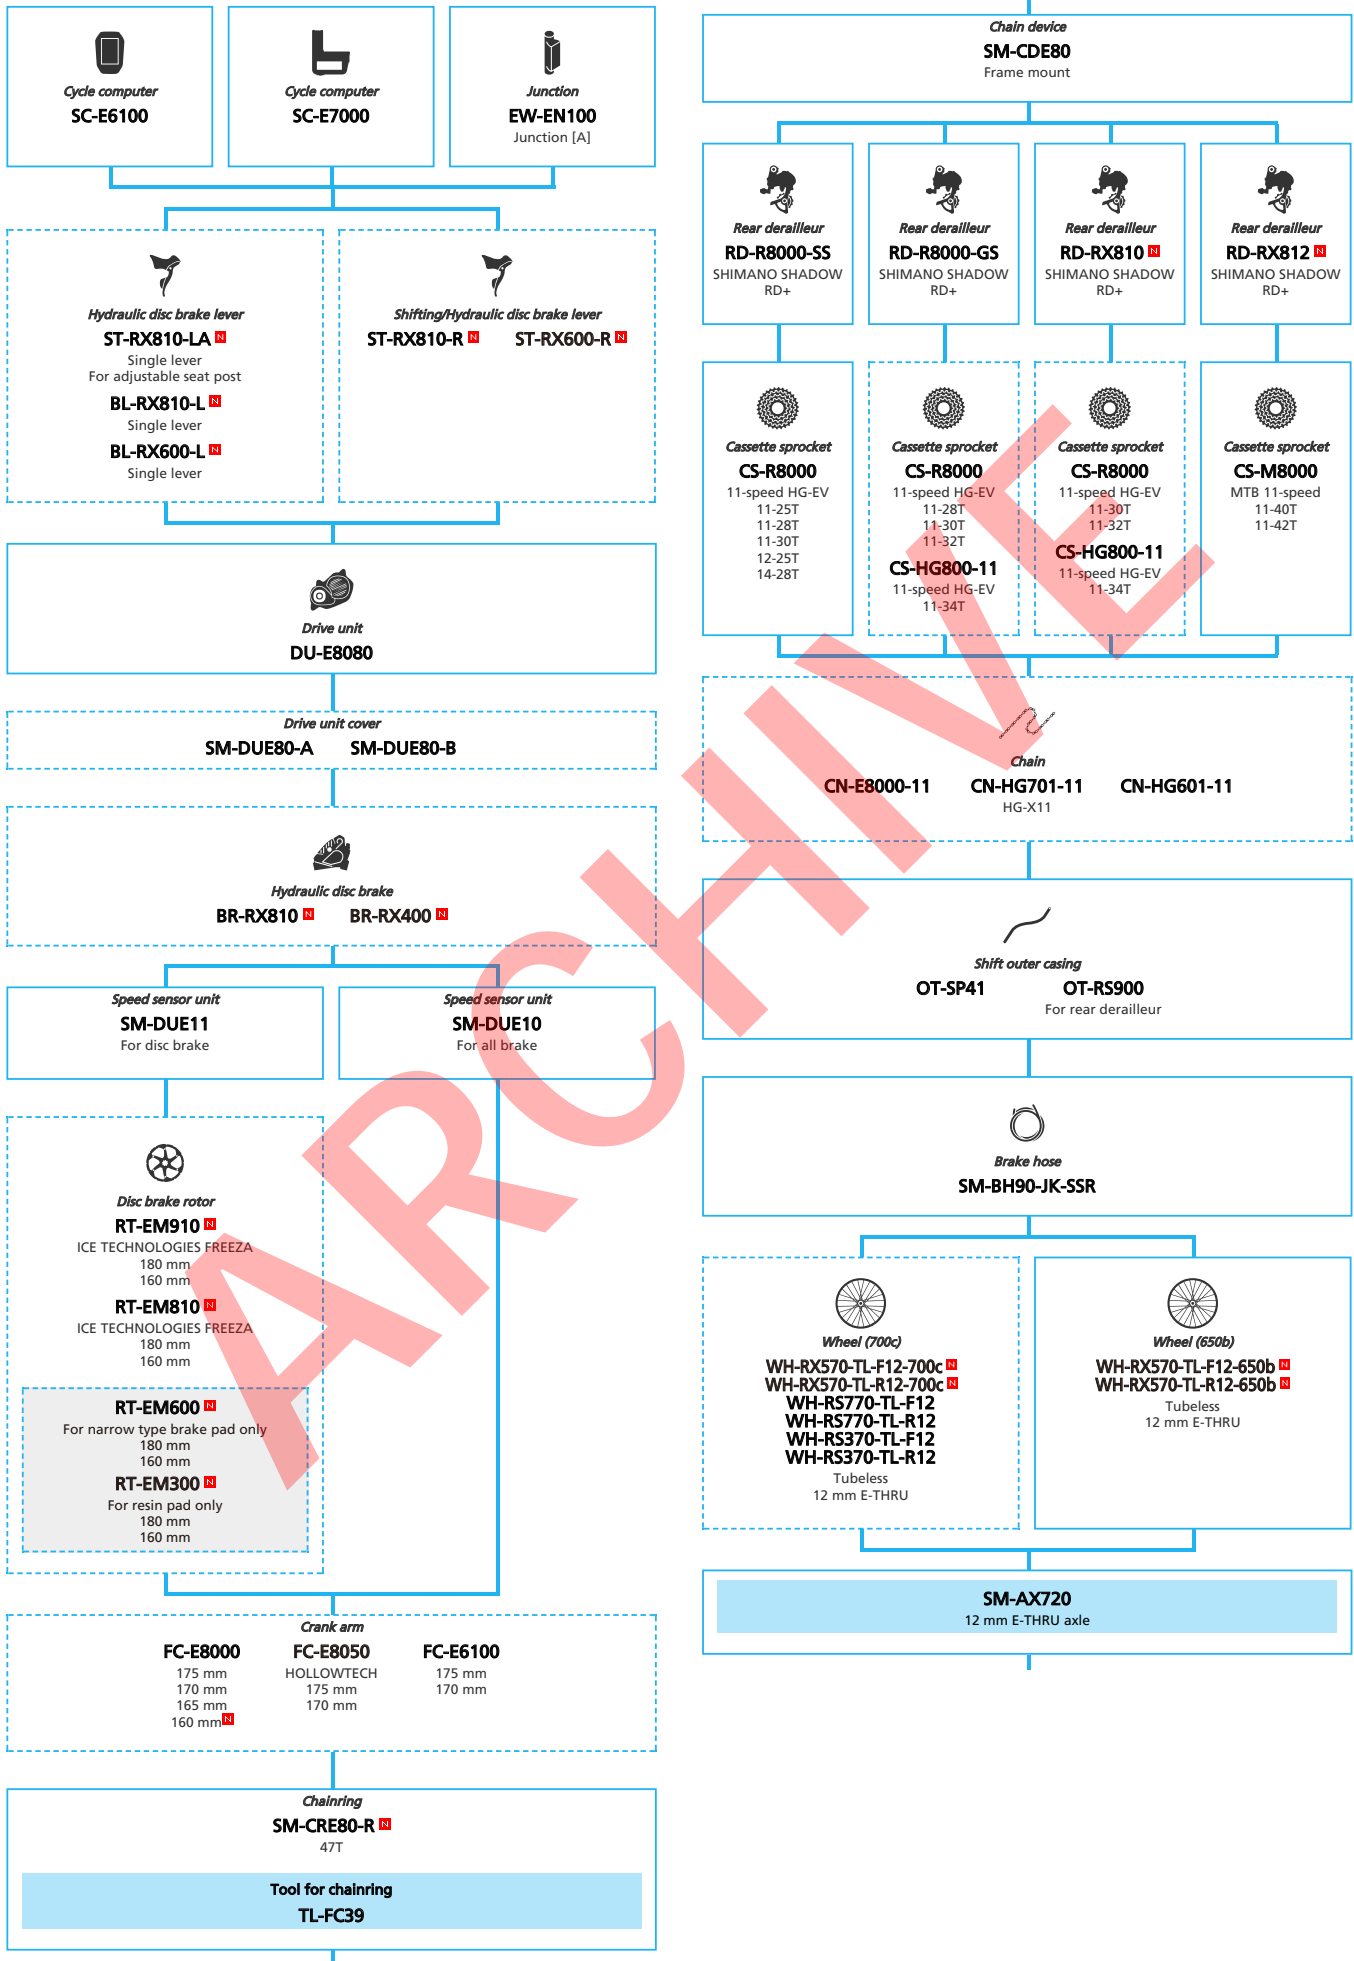 Cycle computer
SC-E6100
Cycle computer
SC-E7000
Junction
EW-EN100
Junction [A]
Hydraulic disc brake lever
ST-RX810-LA N
Single lever
For adjustable seat post
BL-RX810-L N
Single lever
BL-RX600-L N
Single lever
Shifting/Hydraulic disc brake lever
ST-RX810-R N ST-RX600-R N
Drive unit
DU-E8080
Drive unit cover
SM-DUE80-A SM-DUE80-B
Hydraulic disc brake
BR-RX810 N BR-RX400 N
Speed sensor unit
SM-DUE11
For disc brake
Speed sensor unit
SM-DUE10
For all brake
Disc brake rotor
RT-EM910 N
ICE TECHNOLOGIES FREEZA
180 mm
160 mm
RT-EM810 N
ICE TECHNOLOGIES FREEZA
180 mm
160 mm
RT-EM600 N
For narrow type brake pad only
180 mm
160 mm
RT-EM300 N
For resin pad only
180 mm
160 mm
Crank arm
FC-E8000
175 mm
170 mm
165 mm
160 mm N
FC-E8050
HOLLOWTECH
175 mm
170 mm
FC-E6100
175 mm
170 mm
Chainring
SM-CRE80-R N
47T
Tool for chainring
TL-FC39
Chain device
SM-CDE80
Frame mount
Rear derailleur
RD-R8000-SS
SHIMANO SHADOW
RD+
Rear derailleur
RD-R8000-GS
SHIMANO SHADOW
RD+
Rear derailleur
RD-RX810 N
SHIMANO SHADOW
RD+
Rear derailleur
RD-RX812 N
SHIMANO SHADOW
RD+
Cassette sprocket
CS-R8000
11-speed HG-EV
11-25T
11-28T
11-30T
12-25T
14-28T
Cassette sprocket
CS-R8000
11-speed HG-EV
11-28T
11-30T
11-32T
CS-HG800-11
11-speed HG-EV
11-34T
Cassette sprocket
CS-R8000
11-speed HG-EV
11-30T
11-32T
CS-HG800-11
11-speed HG-EV
11-34T
Cassette sprocket
CS-M8000
MTB 11-speed
11-40T
11-42T
Chain
CN-E8000-11 CN-HG701-11 CN-HG601-11
HG-X11
Shift outer casing
OT-SP41 OT-RS900
For rear derailleur
Brake hose
SM-BH90-JK-SSR
Wheel (700c)
WH-RX570-TL-F12-700c N
WH-RX570-TL-R12-700c N
WH-RS770-TL-F12
WH-RS770-TL-R12
WH-RS370-TL-F12
WH-RS370-TL-R12
Tubeless
12 mm E-THRU
Wheel (650b)
WH-RX570-TL-F12-650b N
WH-RX570-TL-R12-650b N
Tubeless
12 mm E-THRU
SM-AX720
12 mm E-THRU axle
ARCHIVE